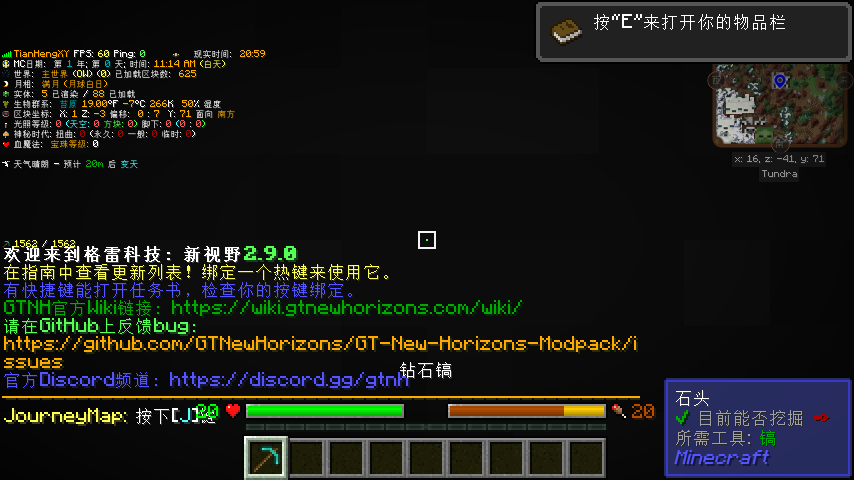 按"E"来打开你的物品栏
TianHengXY FPS: 60 Ping: 0 现实时间: 20:59
MC日期: 第 1 年; 第 0 天; 时间: 11:14 AM (白天)
世界: 主世界 (OW) (0) 已加载区块数: 625
月相: 满月 (月球白日)
实体: 5 已渲染 / 88 已加载
生物群系: 苔原 19.00°F -7°C 266K 50% 湿度
区块坐标: X: 1 Z: -3 偏移: 0 : 7 Y: 71 面向 南方
光照等级: 0 (天空: 0 方块: 0) 脚下: 0 (0 : 0)
神秘时代: 扭曲: 0 (永久: 0 一般: 0 临时: 0)
血魔法: 宝珠等级: 0
天气晴朗 - 预计 20m 后 变天
x: 16, z: -41, y: 71
Tundra
1562 / 1562
欢迎来到格雷科技: 新视野2.9.0
在指南中查看更新列表! 绑定一个热键来使用它。
有快捷键能打开任务书, 检查你的按键绑定。
GTNH官方Wiki链接: https://wiki.gtnewhorizons.com/wiki/
请在GitHub上反馈bug:
https://github.com/GTNewHorizons/GT-New-Horizons-Modpack/i
ssues
钻石镐
官方Discord频道: https://discord.gg/gtnh
JourneyMap: 按下[J]
20
20
石头
目前能否挖掘
所需工具: 镐
Minecraft